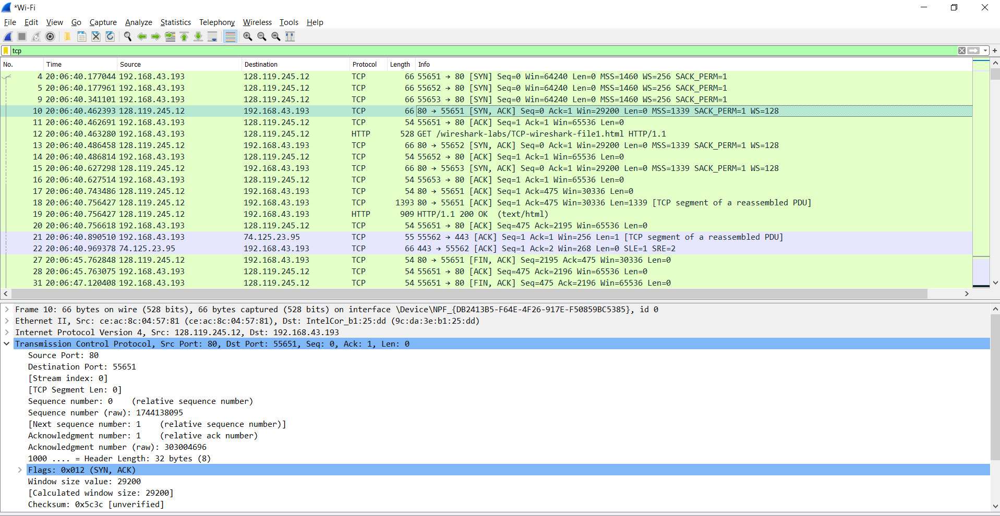 *Wi-Fi
File Edit View Go Capture Analyze Statistics Telephony Wireless Tools Help
tcp
No. Time Source Destination Protocol Length Info
4 20:06:40.177044 192.168.43.193 128.119.245.12 TCP 66 55651 → 80 [SYN] Seq=0 Win=64240 Len=0 MSS=1460 WS=256 SACK_PERM=1
5 20:06:40.177961 192.168.43.193 128.119.245.12 TCP 66 55652 → 80 [SYN] Seq=0 Win=64240 Len=0 MSS=1460 WS=256 SACK_PERM=1
9 20:06:40.341101 192.168.43.193 128.119.245.12 TCP 66 55653 → 80 [SYN] Seq=0 Win=64240 Len=0 MSS=1460 WS=256 SACK_PERM=1
10 20:06:40.462393 128.119.245.12 192.168.43.193 TCP 66 80 → 55651 [SYN, ACK] Seq=0 Ack=1 Win=29200 Len=0 MSS=1339 SACK_PERM=1 WS=128
11 20:06:40.462691 192.168.43.193 128.119.245.12 TCP 54 55651 → 80 [ACK] Seq=1 Ack=1 Win=65536 Len=0
12 20:06:40.463280 192.168.43.193 128.119.245.12 HTTP 528 GET /wireshark-labs/TCP-wireshark-file1.html HTTP/1.1
13 20:06:40.486458 128.119.245.12 192.168.43.193 TCP 66 80 → 55652 [SYN, ACK] Seq=0 Ack=1 Win=29200 Len=0 MSS=1339 SACK_PERM=1 WS=128
14 20:06:40.486814 192.168.43.193 128.119.245.12 TCP 54 55652 → 80 [ACK] Seq=1 Ack=1 Win=65536 Len=0
15 20:06:40.627298 128.119.245.12 192.168.43.193 TCP 66 80 → 55653 [SYN, ACK] Seq=0 Ack=1 Win=29200 Len=0 MSS=1339 SACK_PERM=1 WS=128
16 20:06:40.627514 192.168.43.193 128.119.245.12 TCP 54 55653 → 80 [ACK] Seq=1 Ack=1 Win=65536 Len=0
17 20:06:40.743486 128.119.245.12 192.168.43.193 TCP 54 80 → 55651 [ACK] Seq=1 Ack=475 Win=30336 Len=0
18 20:06:40.756427 128.119.245.12 192.168.43.193 TCP 1393 80 → 55651 [ACK] Seq=1 Ack=475 Win=30336 Len=1339 [TCP segment of a reassembled PDU]
19 20:06:40.756427 128.119.245.12 192.168.43.193 HTTP 909 HTTP/1.1 200 OK (text/html)
20 20:06:40.756618 192.168.43.193 128.119.245.12 TCP 54 55651 → 80 [ACK] Seq=475 Ack=2195 Win=65536 Len=0
21 20:06:40.890510 192.168.43.193 74.125.23.95 TCP 55 55562 → 443 [ACK] Seq=1 Ack=1 Win=256 Len=1 [TCP segment of a reassembled PDU]
22 20:06:40.969378 74.125.23.95 192.168.43.193 TCP 66 443 → 55562 [ACK] Seq=1 Ack=2 Win=268 Len=0 SLE=1 SRE=2
27 20:06:45.762848 128.119.245.12 192.168.43.193 TCP 54 80 → 55651 [FIN, ACK] Seq=2195 Ack=475 Win=30336 Len=0
28 20:06:45.763075 192.168.43.193 128.119.245.12 TCP 54 55651 → 80 [ACK] Seq=475 Ack=2196 Win=65536 Len=0
31 20:06:47.120408 192.168.43.193 128.119.245.12 TCP 54 55651 → 80 [FIN, ACK] Seq=475 Ack=2196 Win=65536 Len=0
Frame 10: 66 bytes on wire (528 bits), 66 bytes captured (528 bits) on interface \Device\NPF_{DB2413B5-F64E-4F26-917E-F50859BC5385}, id 0
Ethernet II, Src: ce:ac:8c:04:57:81 (ce:ac:8c:04:57:81), Dst: IntelCor_b1:25:dd (9c:da:3e:b1:25:dd)
Internet Protocol Version 4, Src: 128.119.245.12, Dst: 192.168.43.193
Transmission Control Protocol, Src Port: 80, Dst Port: 55651, Seq: 0, Ack: 1, Len: 0
Source Port: 80
Destination Port: 55651
[Stream index: 0]
[TCP Segment Len: 0]
Sequence number: 0 (relative sequence number)
Sequence number (raw): 1744138095
[Next sequence number: 1 (relative sequence number)]
Acknowledgment number: 1 (relative ack number)
Acknowledgment number (raw): 303004696
1000 .... = Header Length: 32 bytes (8)
Flags: 0x012 (SYN, ACK)
Window size value: 29200
[Calculated window size: 29200]
Checksum: 0x5c3c [unverified]